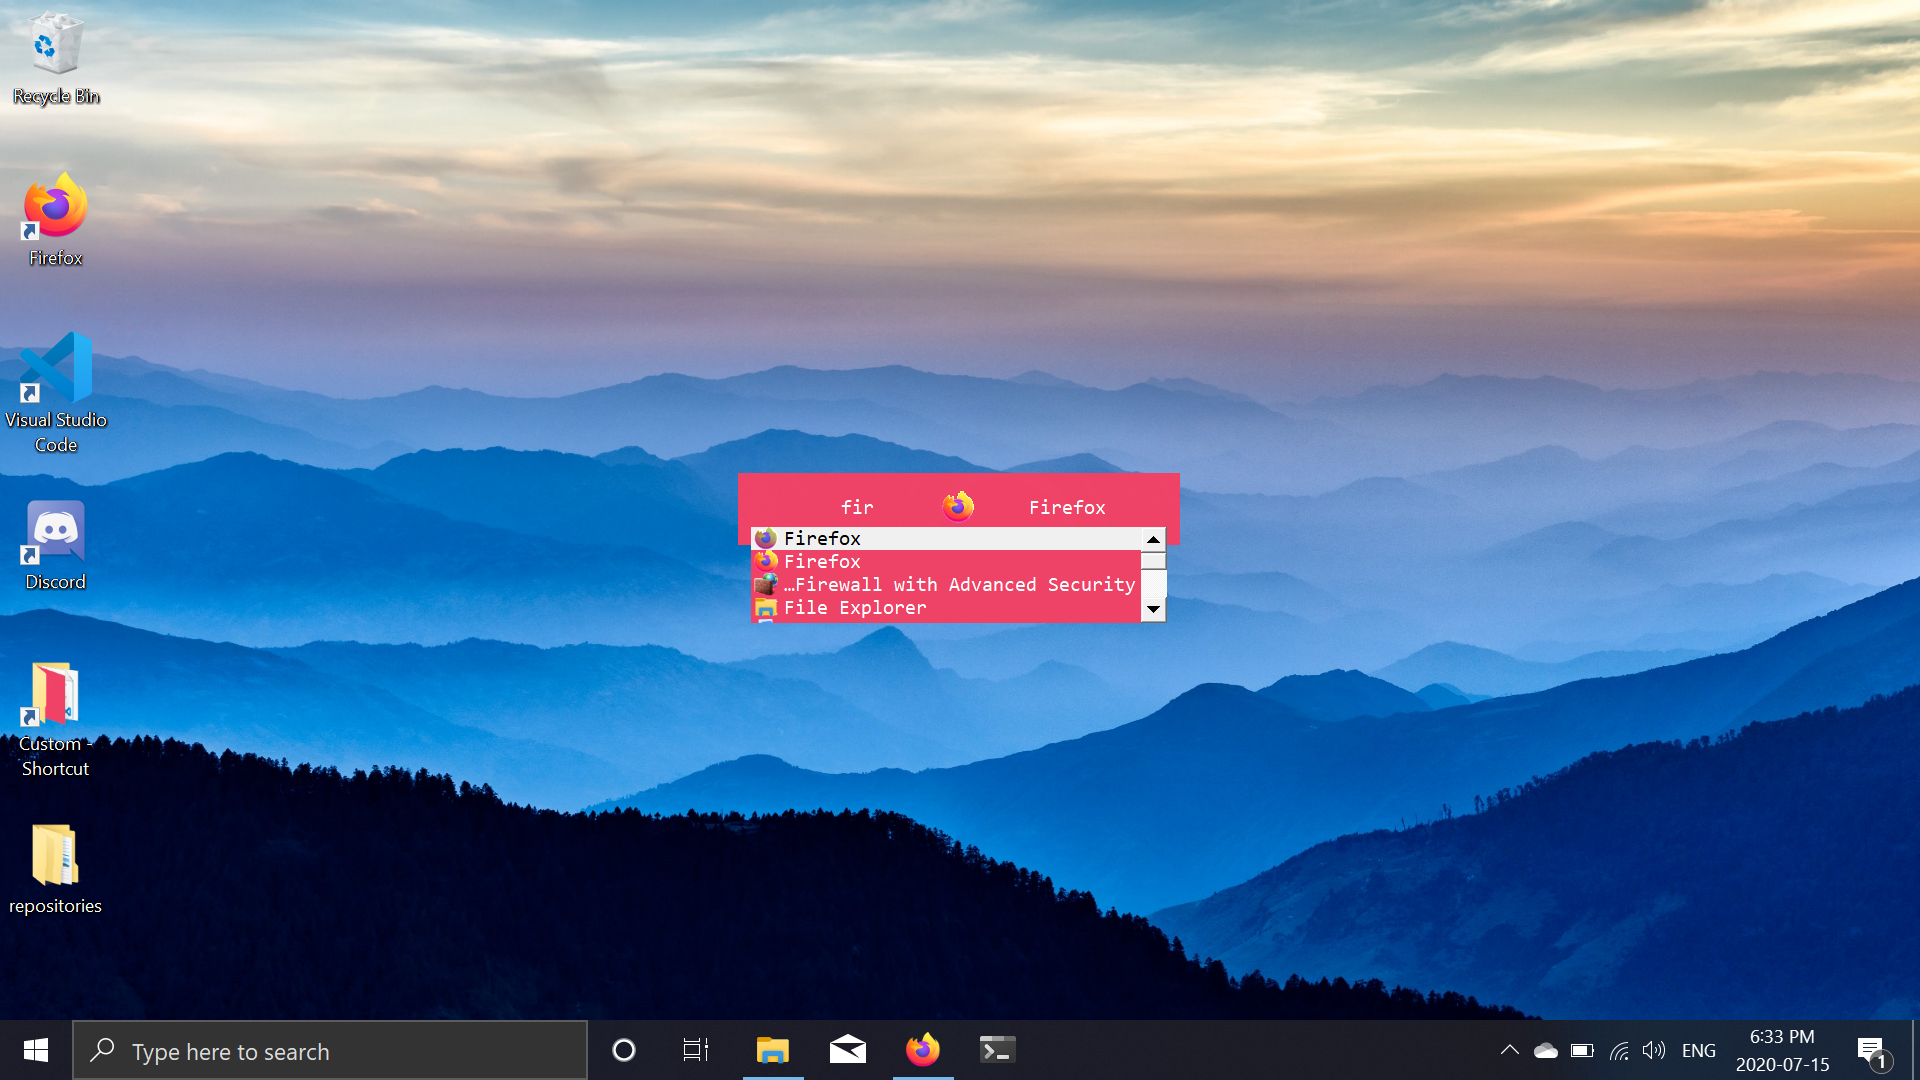 Recycle Bin
Firefox
Visual Studio
Code
Discord
Custom -
Shortcut
repositories
fir Firefox
Firefox
Firefox
…Firewall with Advanced Security
File Explorer
Type here to search
ENG
6:33 PM
2020-07-15
1